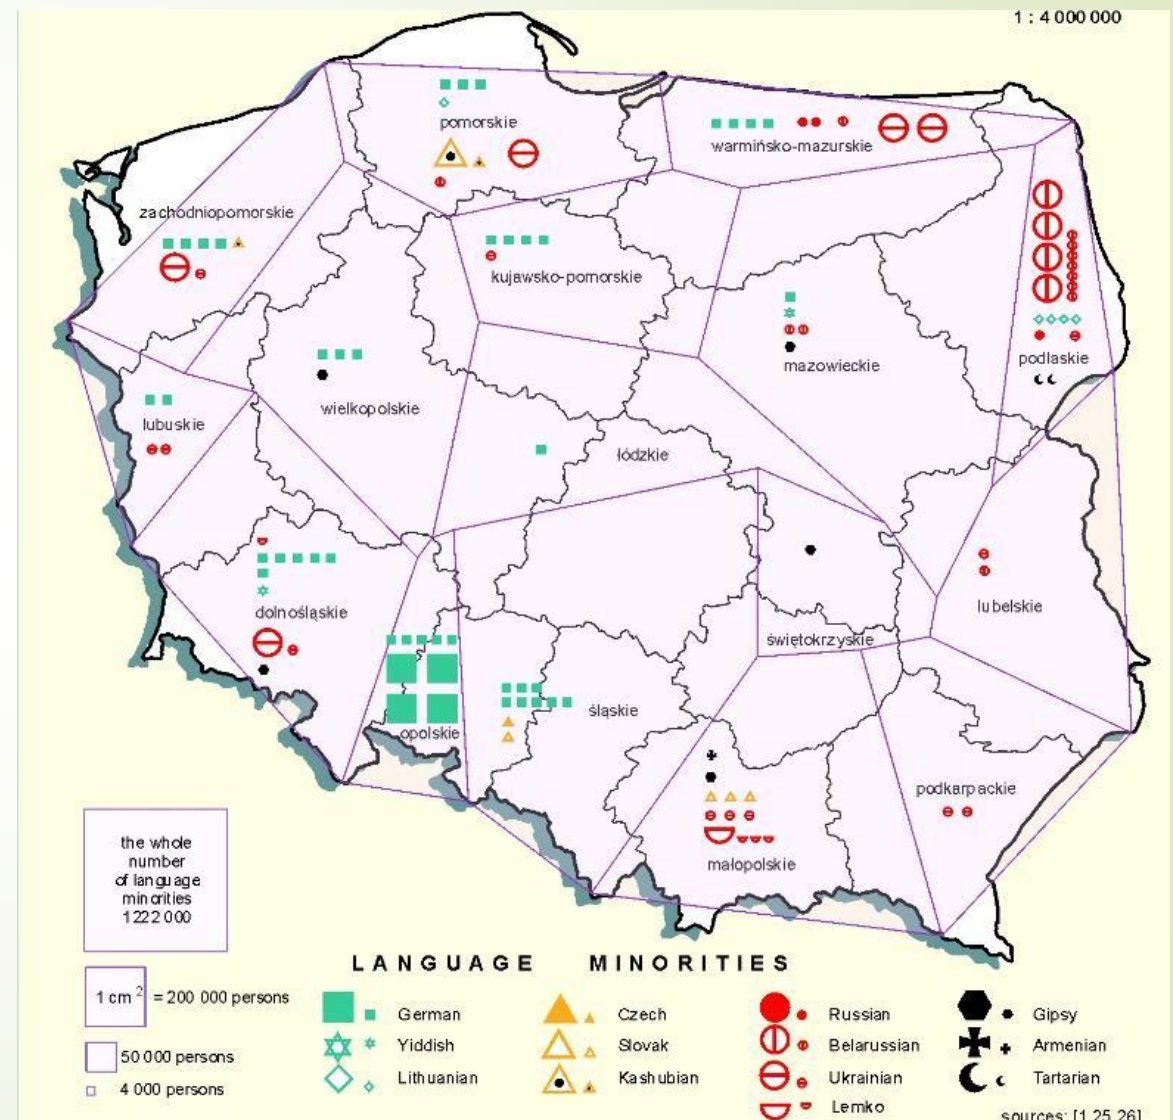 1 : 4 000 000
pomorskie
warmińsko-mazurskie
zachodniopomorskie
kujawsko-pomorskie
podlaskie
mazowieckie
wielkopolskie
lubuskie
łódzkie
lubelskie
dolnośląskie
świętokrzyskie
śląskie
opolskie
podkarpackie
małopolskie
the whole
number
of language
minorities
1222 000
1 cm² = 200 000 persons
50 000 persons
4 000 persons
LANGUAGE MINORITIES
German
Yiddish
Lithuanian
Czech
Slovak
Kashubian
Russian
Belarussian
Ukrainian
Lemko
Gipsy
Armenian
Tartarian
sources: [1,25,26]